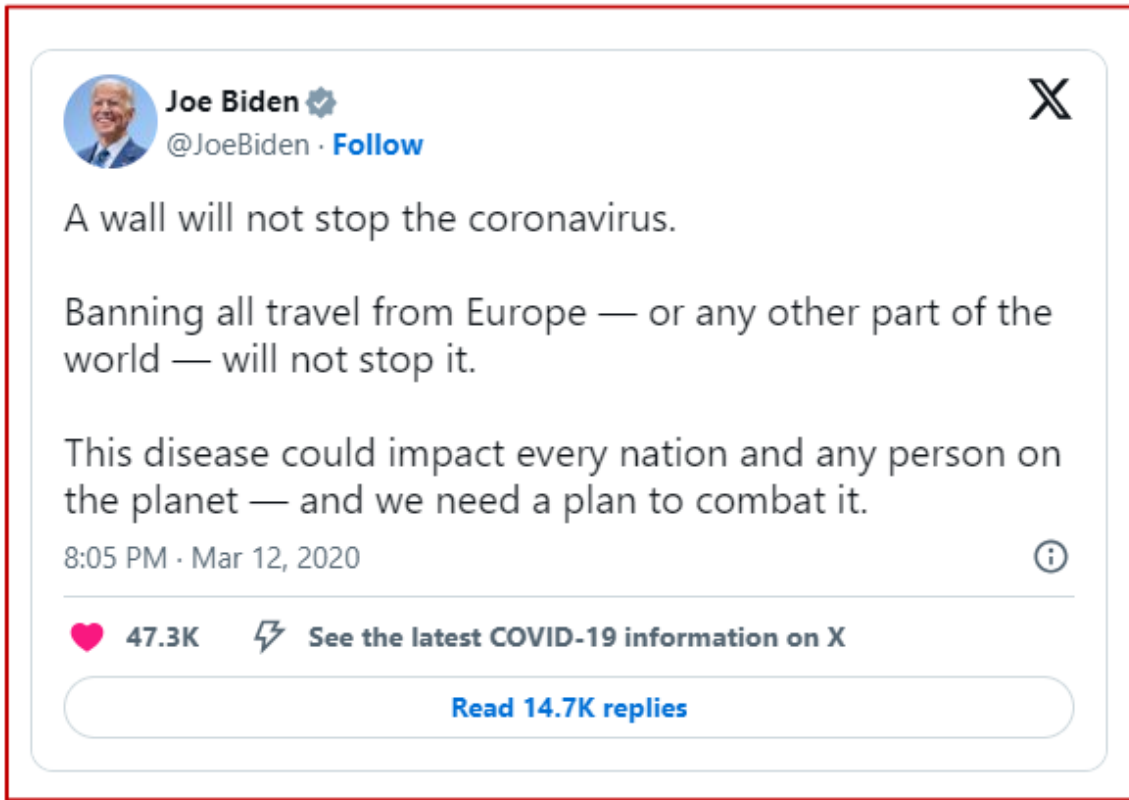 Joe Biden
@JoeBiden · Follow
A wall will not stop the coronavirus.
Banning all travel from Europe — or any other part of the
world — will not stop it.
This disease could impact every nation and any person on
the planet — and we need a plan to combat it.
8:05 PM · Mar 12, 2020
47.3K See the latest COVID-19 information on X
Read 14.7K replies